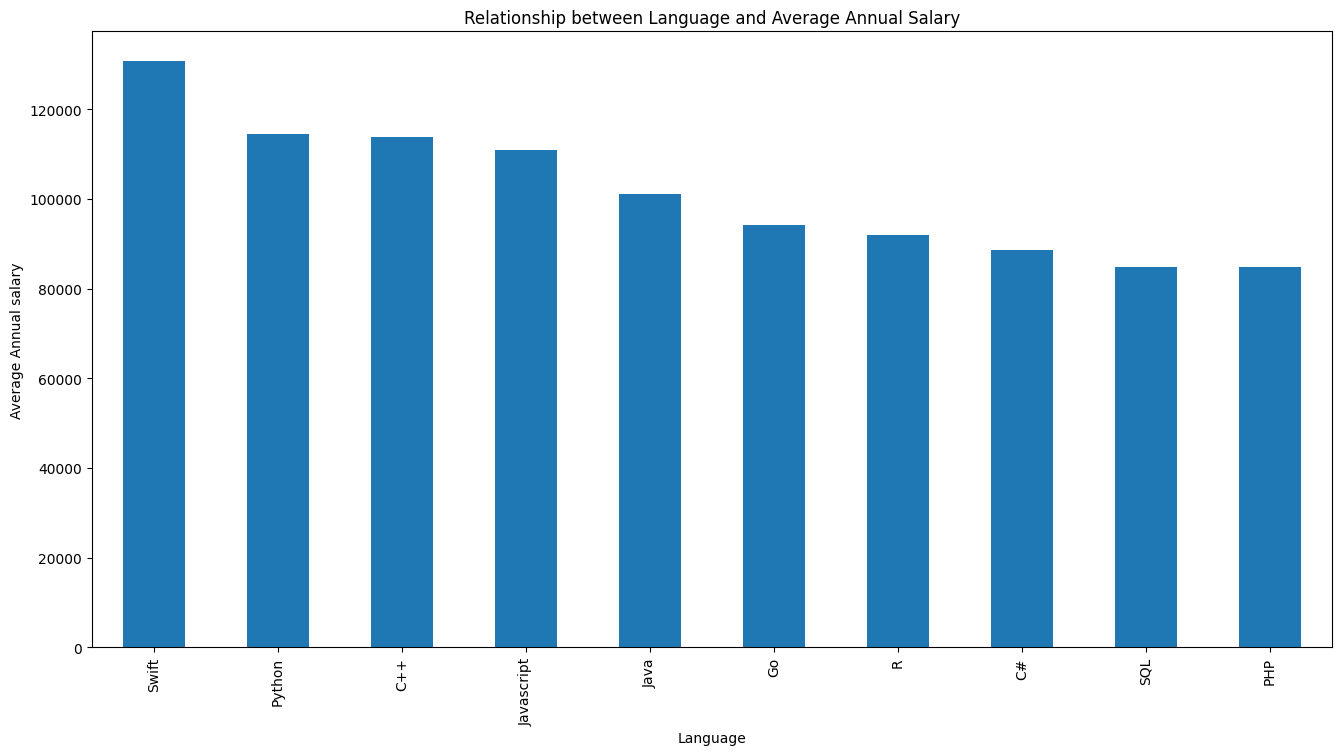 Relationship between Language and Average Annual Salary
Average Annual salary
120000
100000
80000
60000
40000
20000
0
Swift
Python
C++
Javascript
Java
Go
R
C#
SQL
PHP
Language